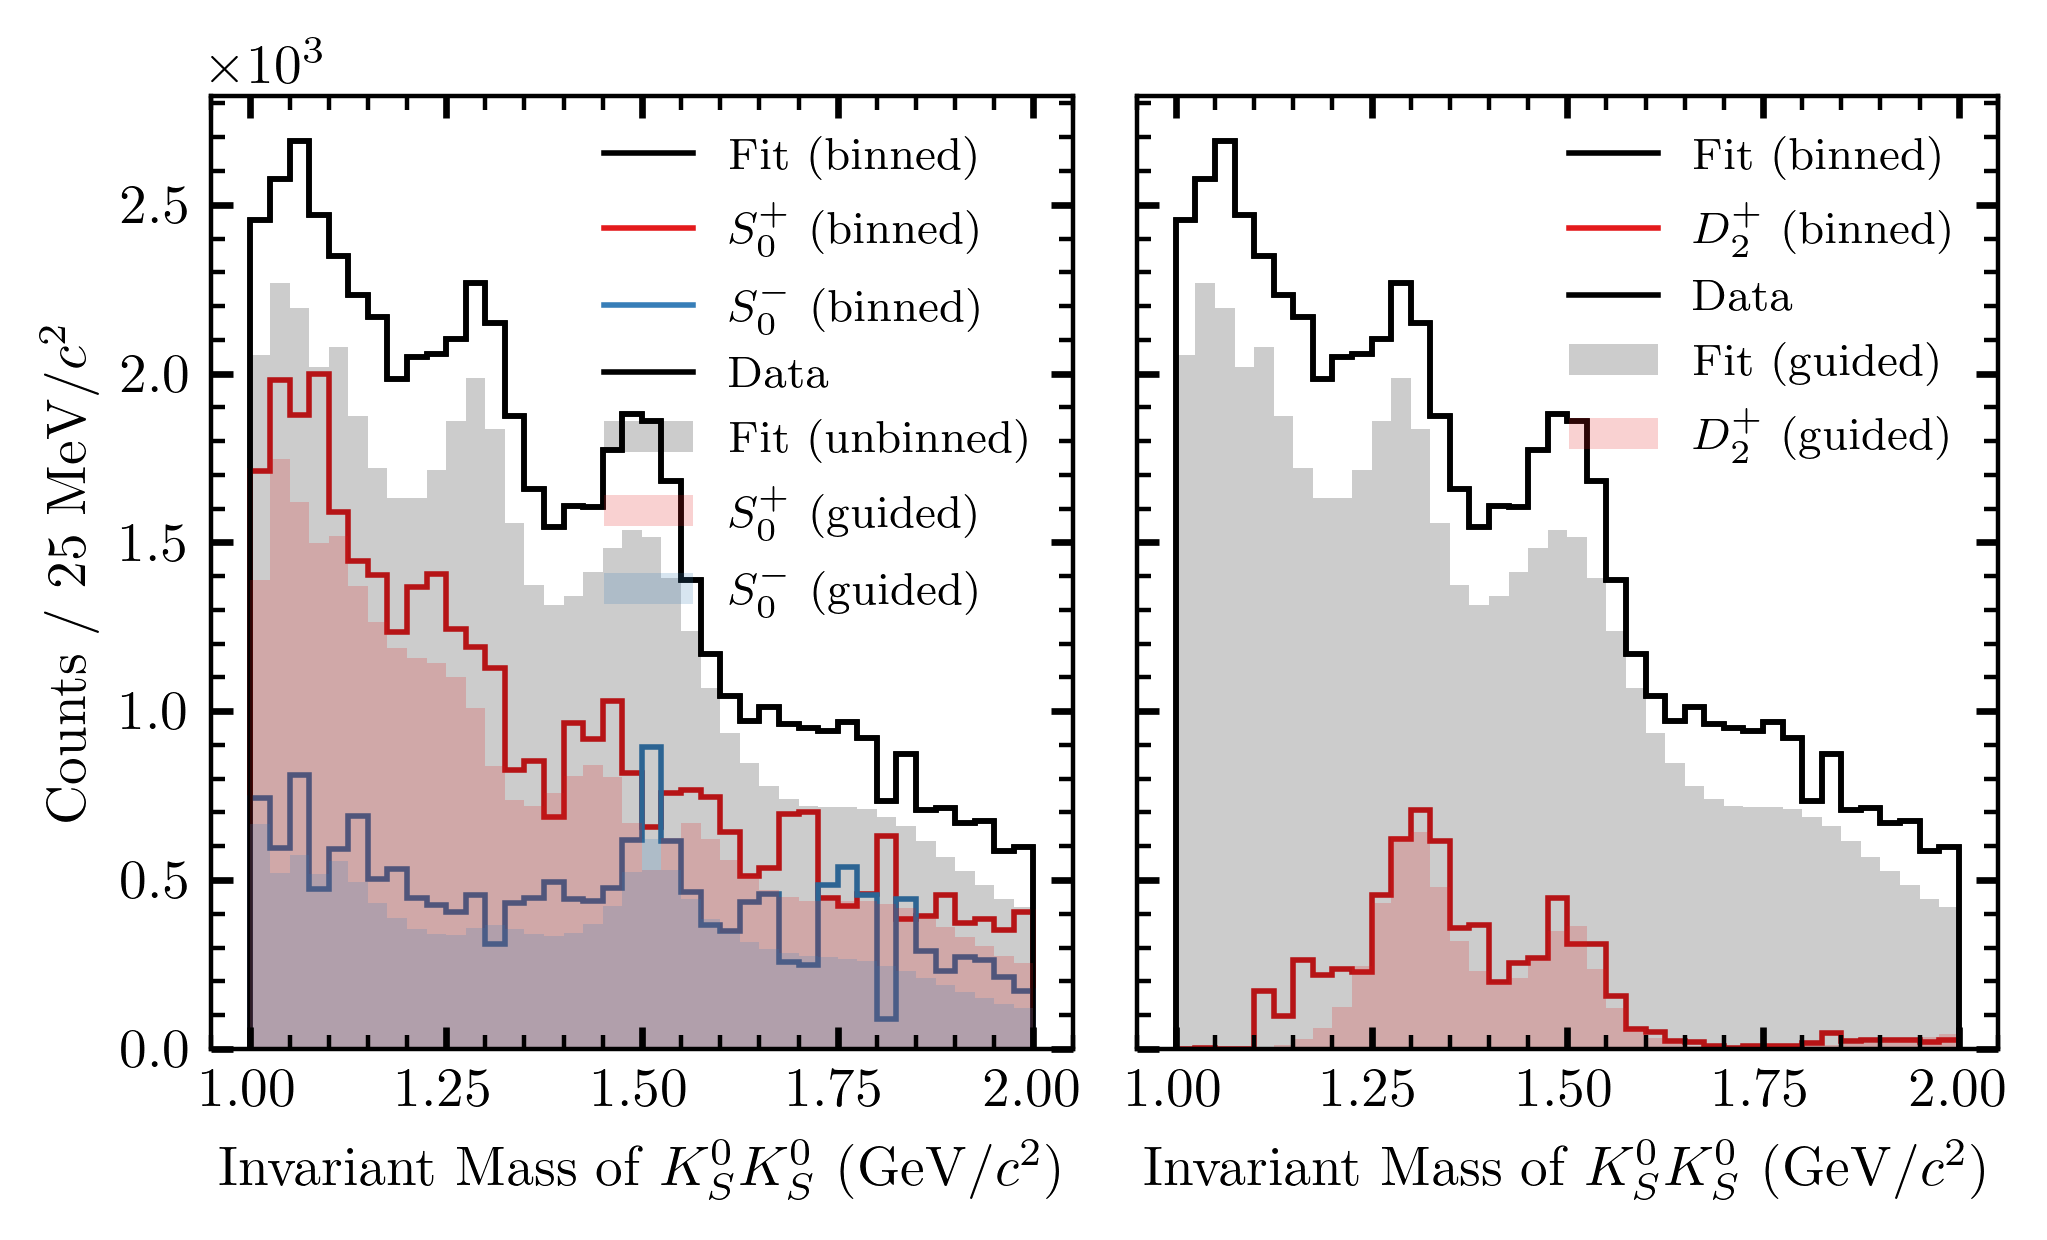 ×10³
Counts / 25 MeV/c²
2.5
2.0
1.5
1.0
0.5
0.0
Fit (binned)
S₀⁺ (binned)
S₀⁻ (binned)
Data
Fit (unbinned)
S₀⁺ (guided)
S₀⁻ (guided)
1.00 1.25 1.50 1.75 2.00
Invariant Mass of K⁰_S K⁰_S (GeV/c²)
Fit (binned)
D₂⁺ (binned)
Data
Fit (guided)
D₂⁺ (guided)
1.00 1.25 1.50 1.75 2.00
Invariant Mass of K⁰_S K⁰_S (GeV/c²)